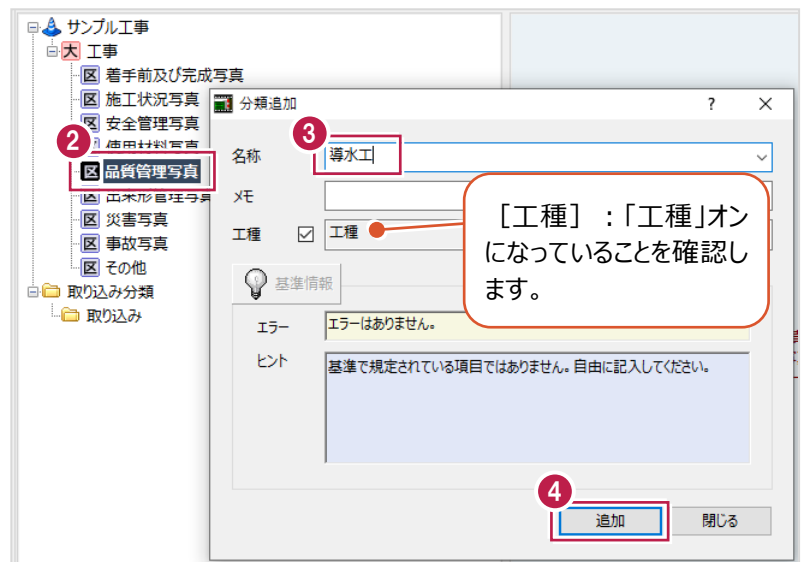 サンプル工事
大 工事
区 着手前及び完成写真
区 施工状況写真
区 安全管理写真
使用材料写真
2
区 品質管理写真
区 出来形管理写真
区 災害写真
区 事故写真
区 その他
取り込み分類
取り込み
分類追加
? ×
3
名称 導水工
メモ
工種 工種
[工種] :「工種」オン
になっていることを確認し
ます。
基準情報
エラー エラーはありません。
ヒント 基準で規定されている項目ではありません。自由に記入してください。
4
追加 閉じる